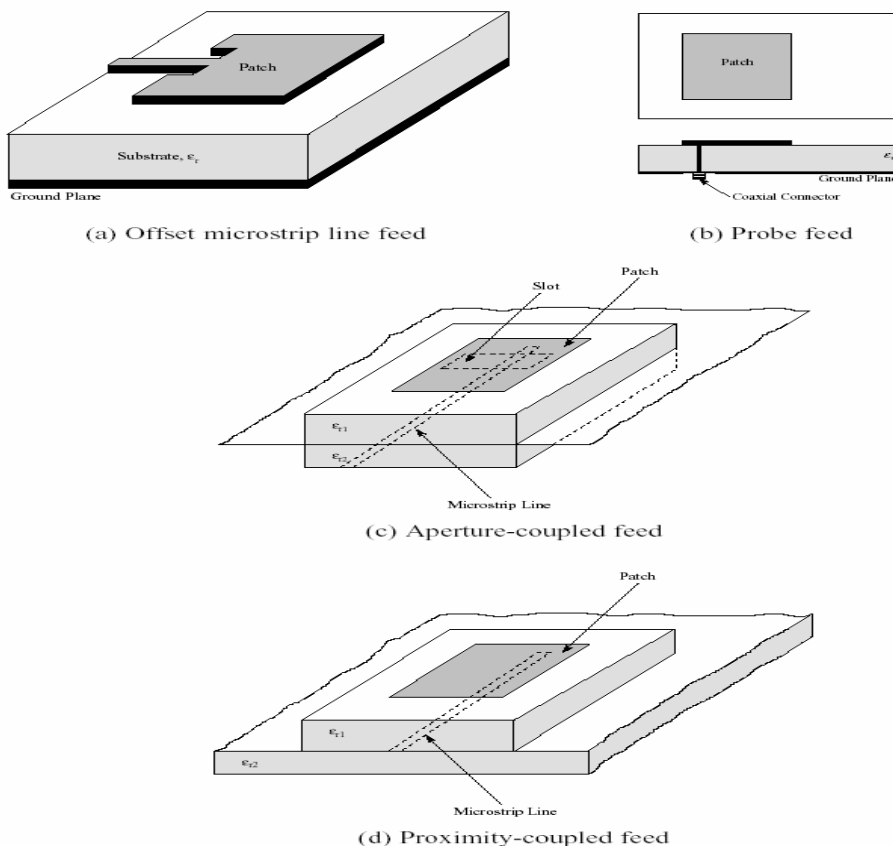 Patch
Substrate, εr
Ground Plane
(a) Offset microstrip line feed
Patch
εr
Ground Plane
Coaxial Connector
(b) Probe feed
Slot
Patch
εr1
εr2
Microstrip Line
(c) Aperture-coupled feed
Patch
εr1
εr2
Microstrip Line
(d) Proximity-coupled feed